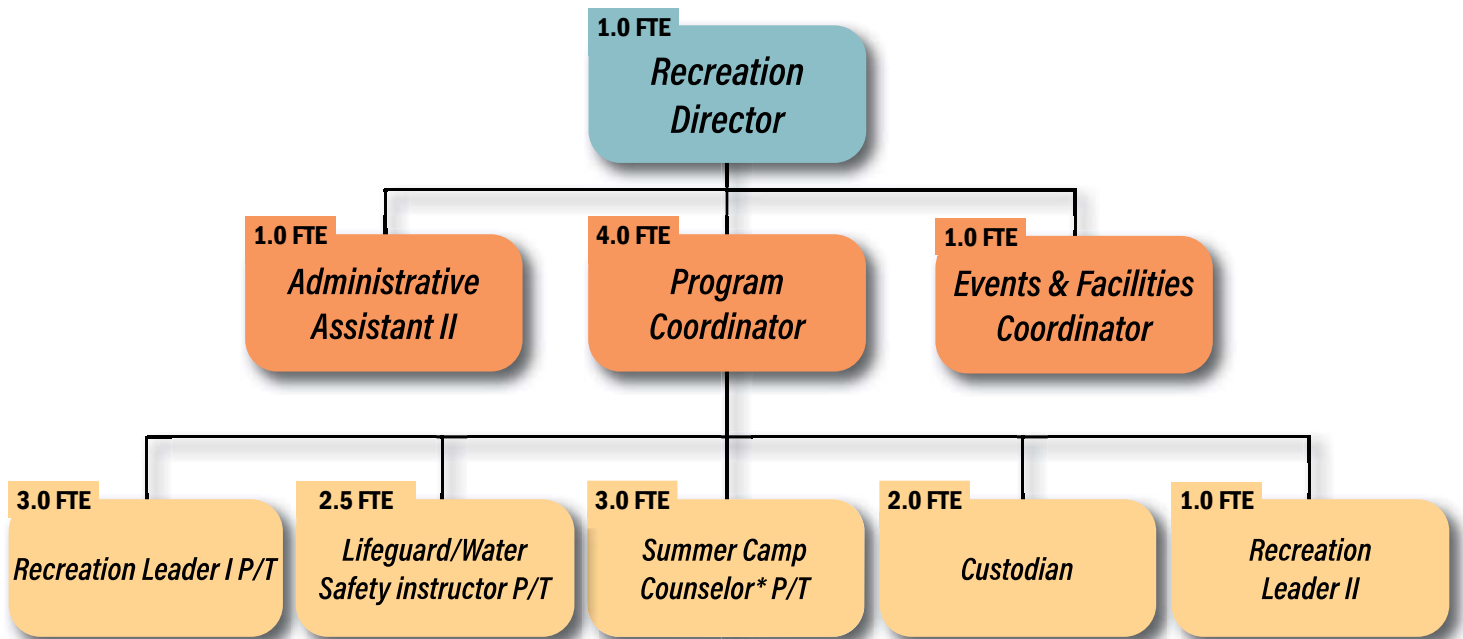 1.0 FTE
Recreation
Director
1.0 FTE
Administrative
Assistant II
4.0 FTE
Program
Coordinator
1.0 FTE
Events & Facilities
Coordinator
3.0 FTE
Recreation Leader I P/T
2.5 FTE
Lifeguard/Water
Safety instructor P/T
3.0 FTE
Summer Camp
Counselor* P/T
2.0 FTE
Custodian
1.0 FTE
Recreation
Leader II